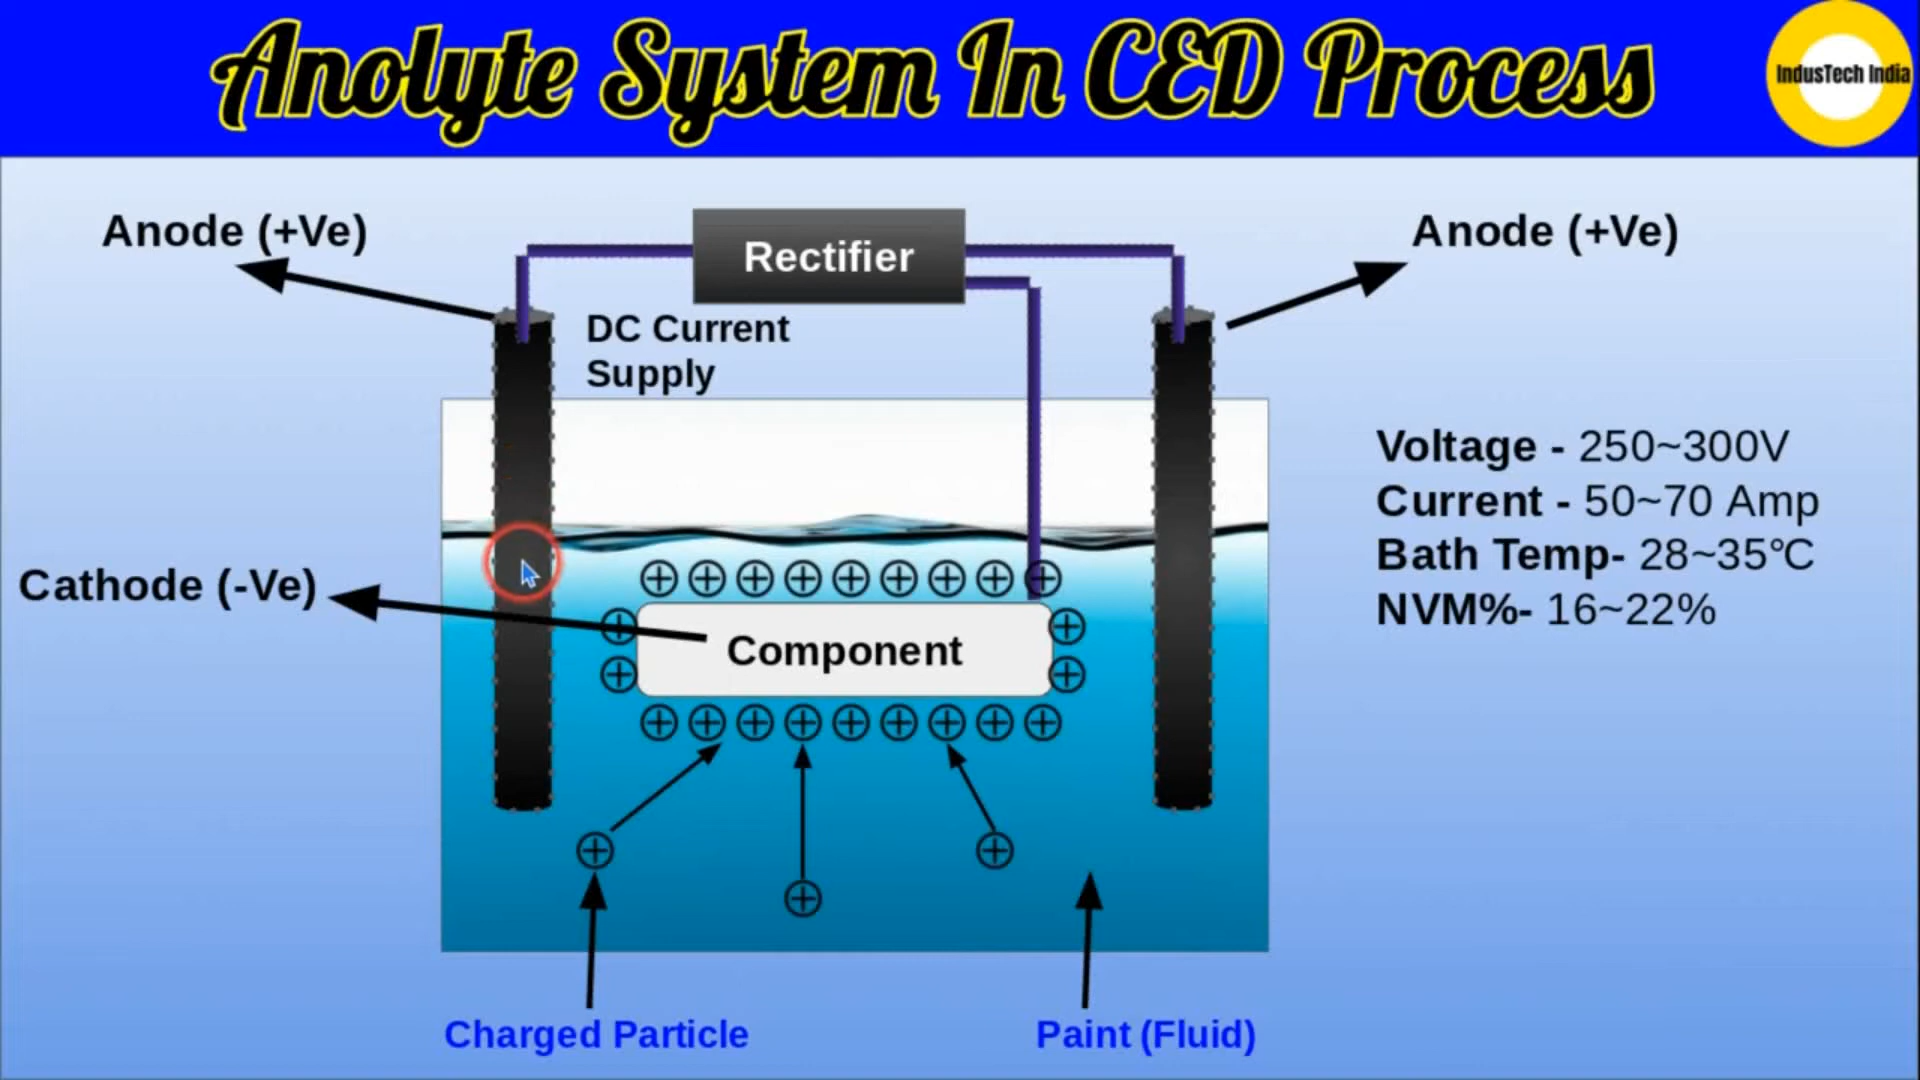 Anolyte System In CED Process
IndusTech India
Anode (+Ve)
Rectifier
Anode (+Ve)
DC Current
Supply
Voltage - 250~300V
Current - 50~70 Amp
Bath Temp- 28~35°C
NVM%- 16~22%
Cathode (-Ve)
Component
Charged Particle
Paint (Fluid)